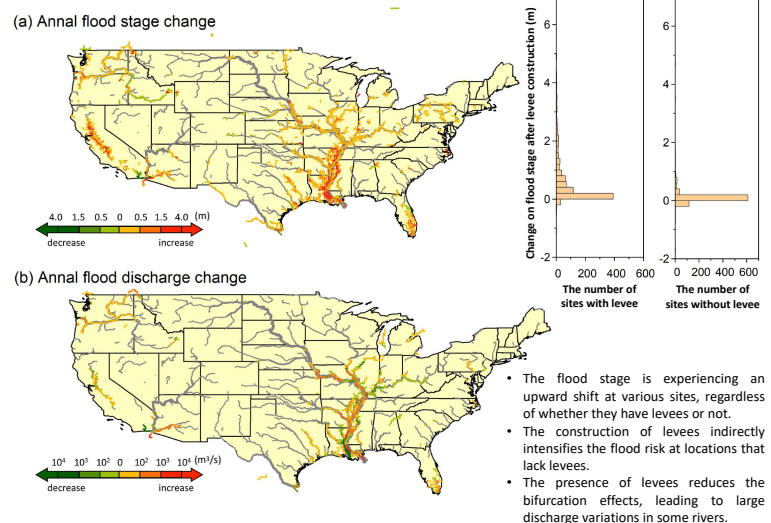 (a) Annal flood stage change
4.0 1.5 0.5 0 0.5 1.5 4.0 (m)
decrease increase
(b) Annal flood discharge change
10⁴ 10³ 10² 0 10² 10³ 10⁴ (m³/s)
decrease increase
Change on flood stage after levee construction (m)
6
4
2
0
-2
0 200 400 600
The number of
sites with levee
6
4
2
0
-2
0 200 400 600
The number of
sites without levee
• The flood stage is experiencing an
upward shift at various sites, regardless
of whether they have levees or not.
• The construction of levees indirectly
intensifies the flood risk at locations that
lack levees.
• The presence of levees reduces the
bifurcation effects, leading to large
discharge variations in some rivers.